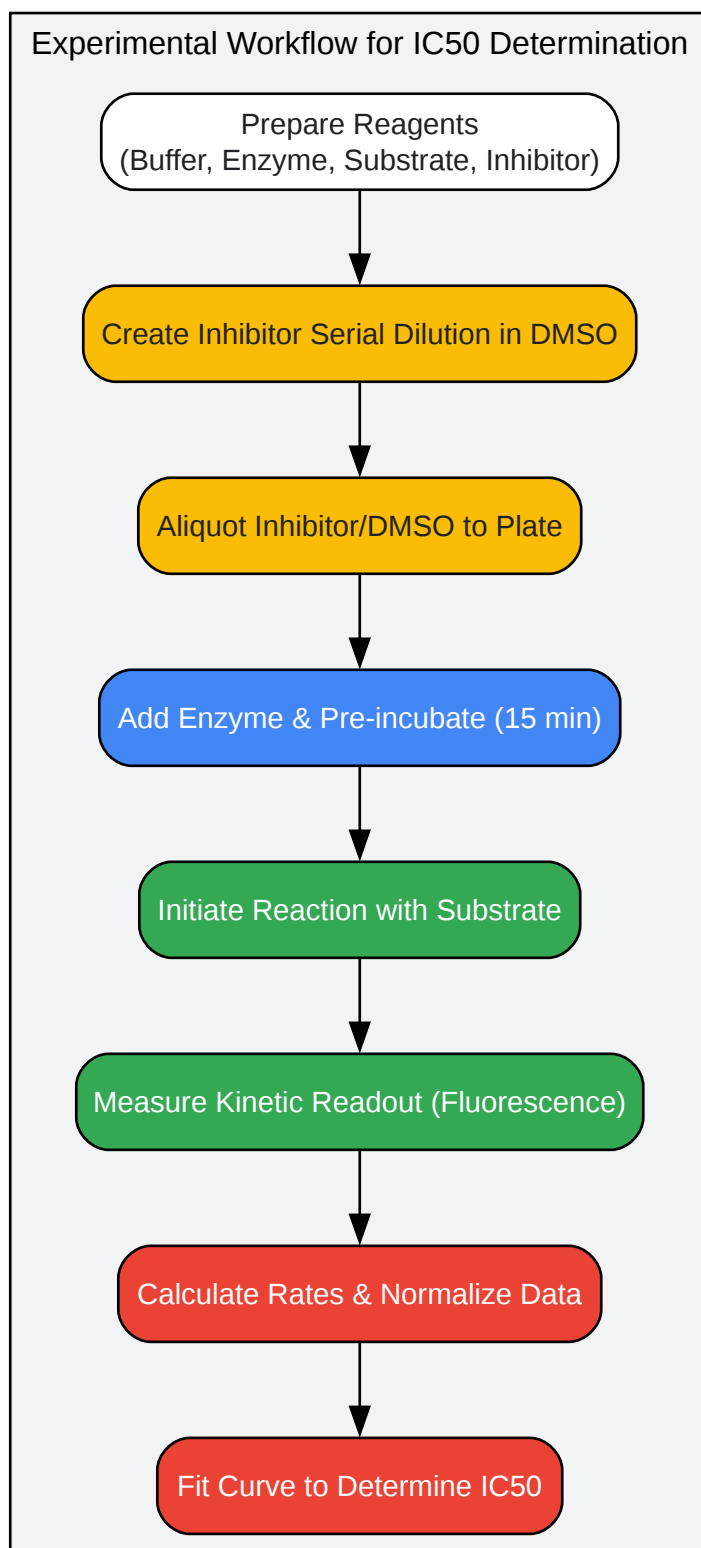 Experimental Workflow for IC50 Determination
Prepare Reagents
(Buffer, Enzyme, Substrate, Inhibitor)
Create Inhibitor Serial Dilution in DMSO
Aliquot Inhibitor/DMSO to Plate
Add Enzyme & Pre-incubate (15 min)
Initiate Reaction with Substrate
Measure Kinetic Readout (Fluorescence)
Calculate Rates & Normalize Data
Fit Curve to Determine IC50